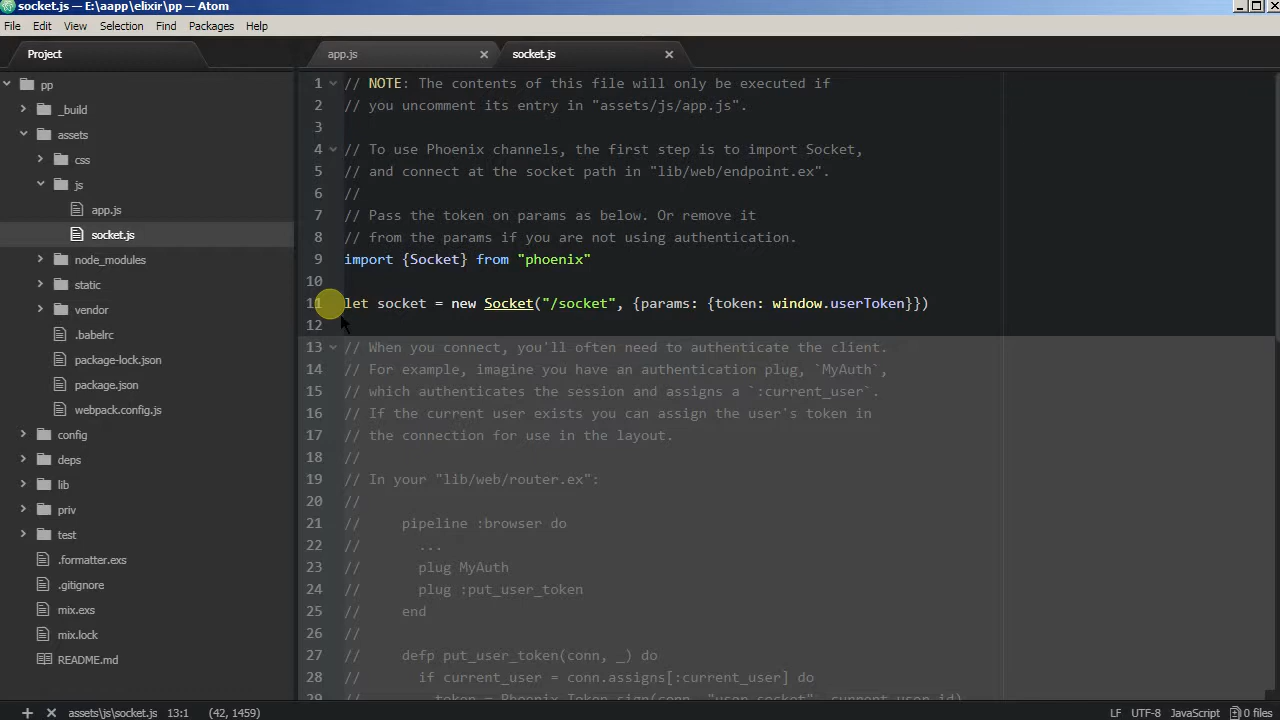 socket.js — E:\aapp\elixir\pp — Atom
File Edit View Selection Find Packages Help
Project
app.js
socket.js
pp
_build
assets
css
js
app.js
socket.js
node_modules
static
vendor
.babelrc
package-lock.json
package.json
webpack.config.js
config
deps
lib
priv
test
.formatter.exs
.gitignore
mix.exs
mix.lock
README.md
1 // NOTE: The contents of this file will only be executed if
2 // you uncomment its entry in "assets/js/app.js".
3
4 // To use Phoenix channels, the first step is to import Socket,
5 // and connect at the socket path in "lib/web/endpoint.ex".
6 //
7 // Pass the token on params as below. Or remove it
8 // from the params if you are not using authentication.
9 import {Socket} from "phoenix"
10
11 let socket = new Socket("/socket", {params: {token: window.userToken}})
12
13 // When you connect, you'll often need to authenticate the client.
14 // For example, imagine you have an authentication plug, `MyAuth`,
15 // which authenticates the session and assigns a `:current_user`.
16 // If the current user exists you can assign the user's token in
17 // the connection for use in the layout.
18 //
19 // In your "lib/web/router.ex":
20 //
21 //     pipeline :browser do
22 //       ...
23 //       plug MyAuth
24 //       plug :put_user_token
25 //     end
26 //
27 //     defp put_user_token(conn, _) do
28 //       if current_user = conn.assigns[:current_user] do
29 //         token = Phoenix.Token.sign(conn, "user socket", current_user.id)
assets\js\socket.js 13:1 (42, 1459) LF UTF-8 JavaScript 0 files